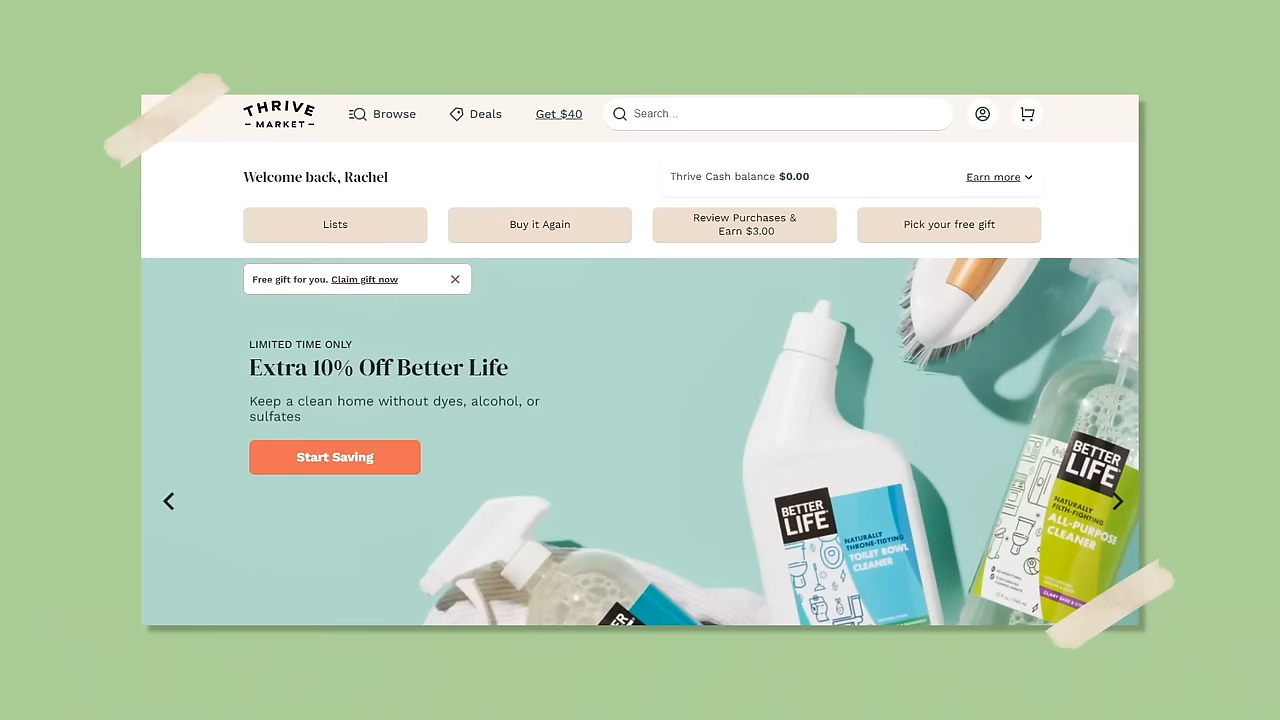 THRIVE
MARKET
Browse
Deals
Get $40
Search...
Welcome back, Rachel
Thrive Cash balance $0.00
Earn more
Lists
Buy it Again
Review Purchases &
Earn $3.00
Pick your free gift
Free gift for you. Claim gift now
LIMITED TIME ONLY
Extra 10% Off Better Life
Keep a clean home without dyes, alcohol, or
sulfates
Start Saving
BETTER
LIFE
NATURALLY
THRONE-TIDYING
TOILET BOWL
CLEANER
BETTER
LIFE
NATURALLY
FILTH-FIGHTING
ALL-PURPOSE
CLEANER